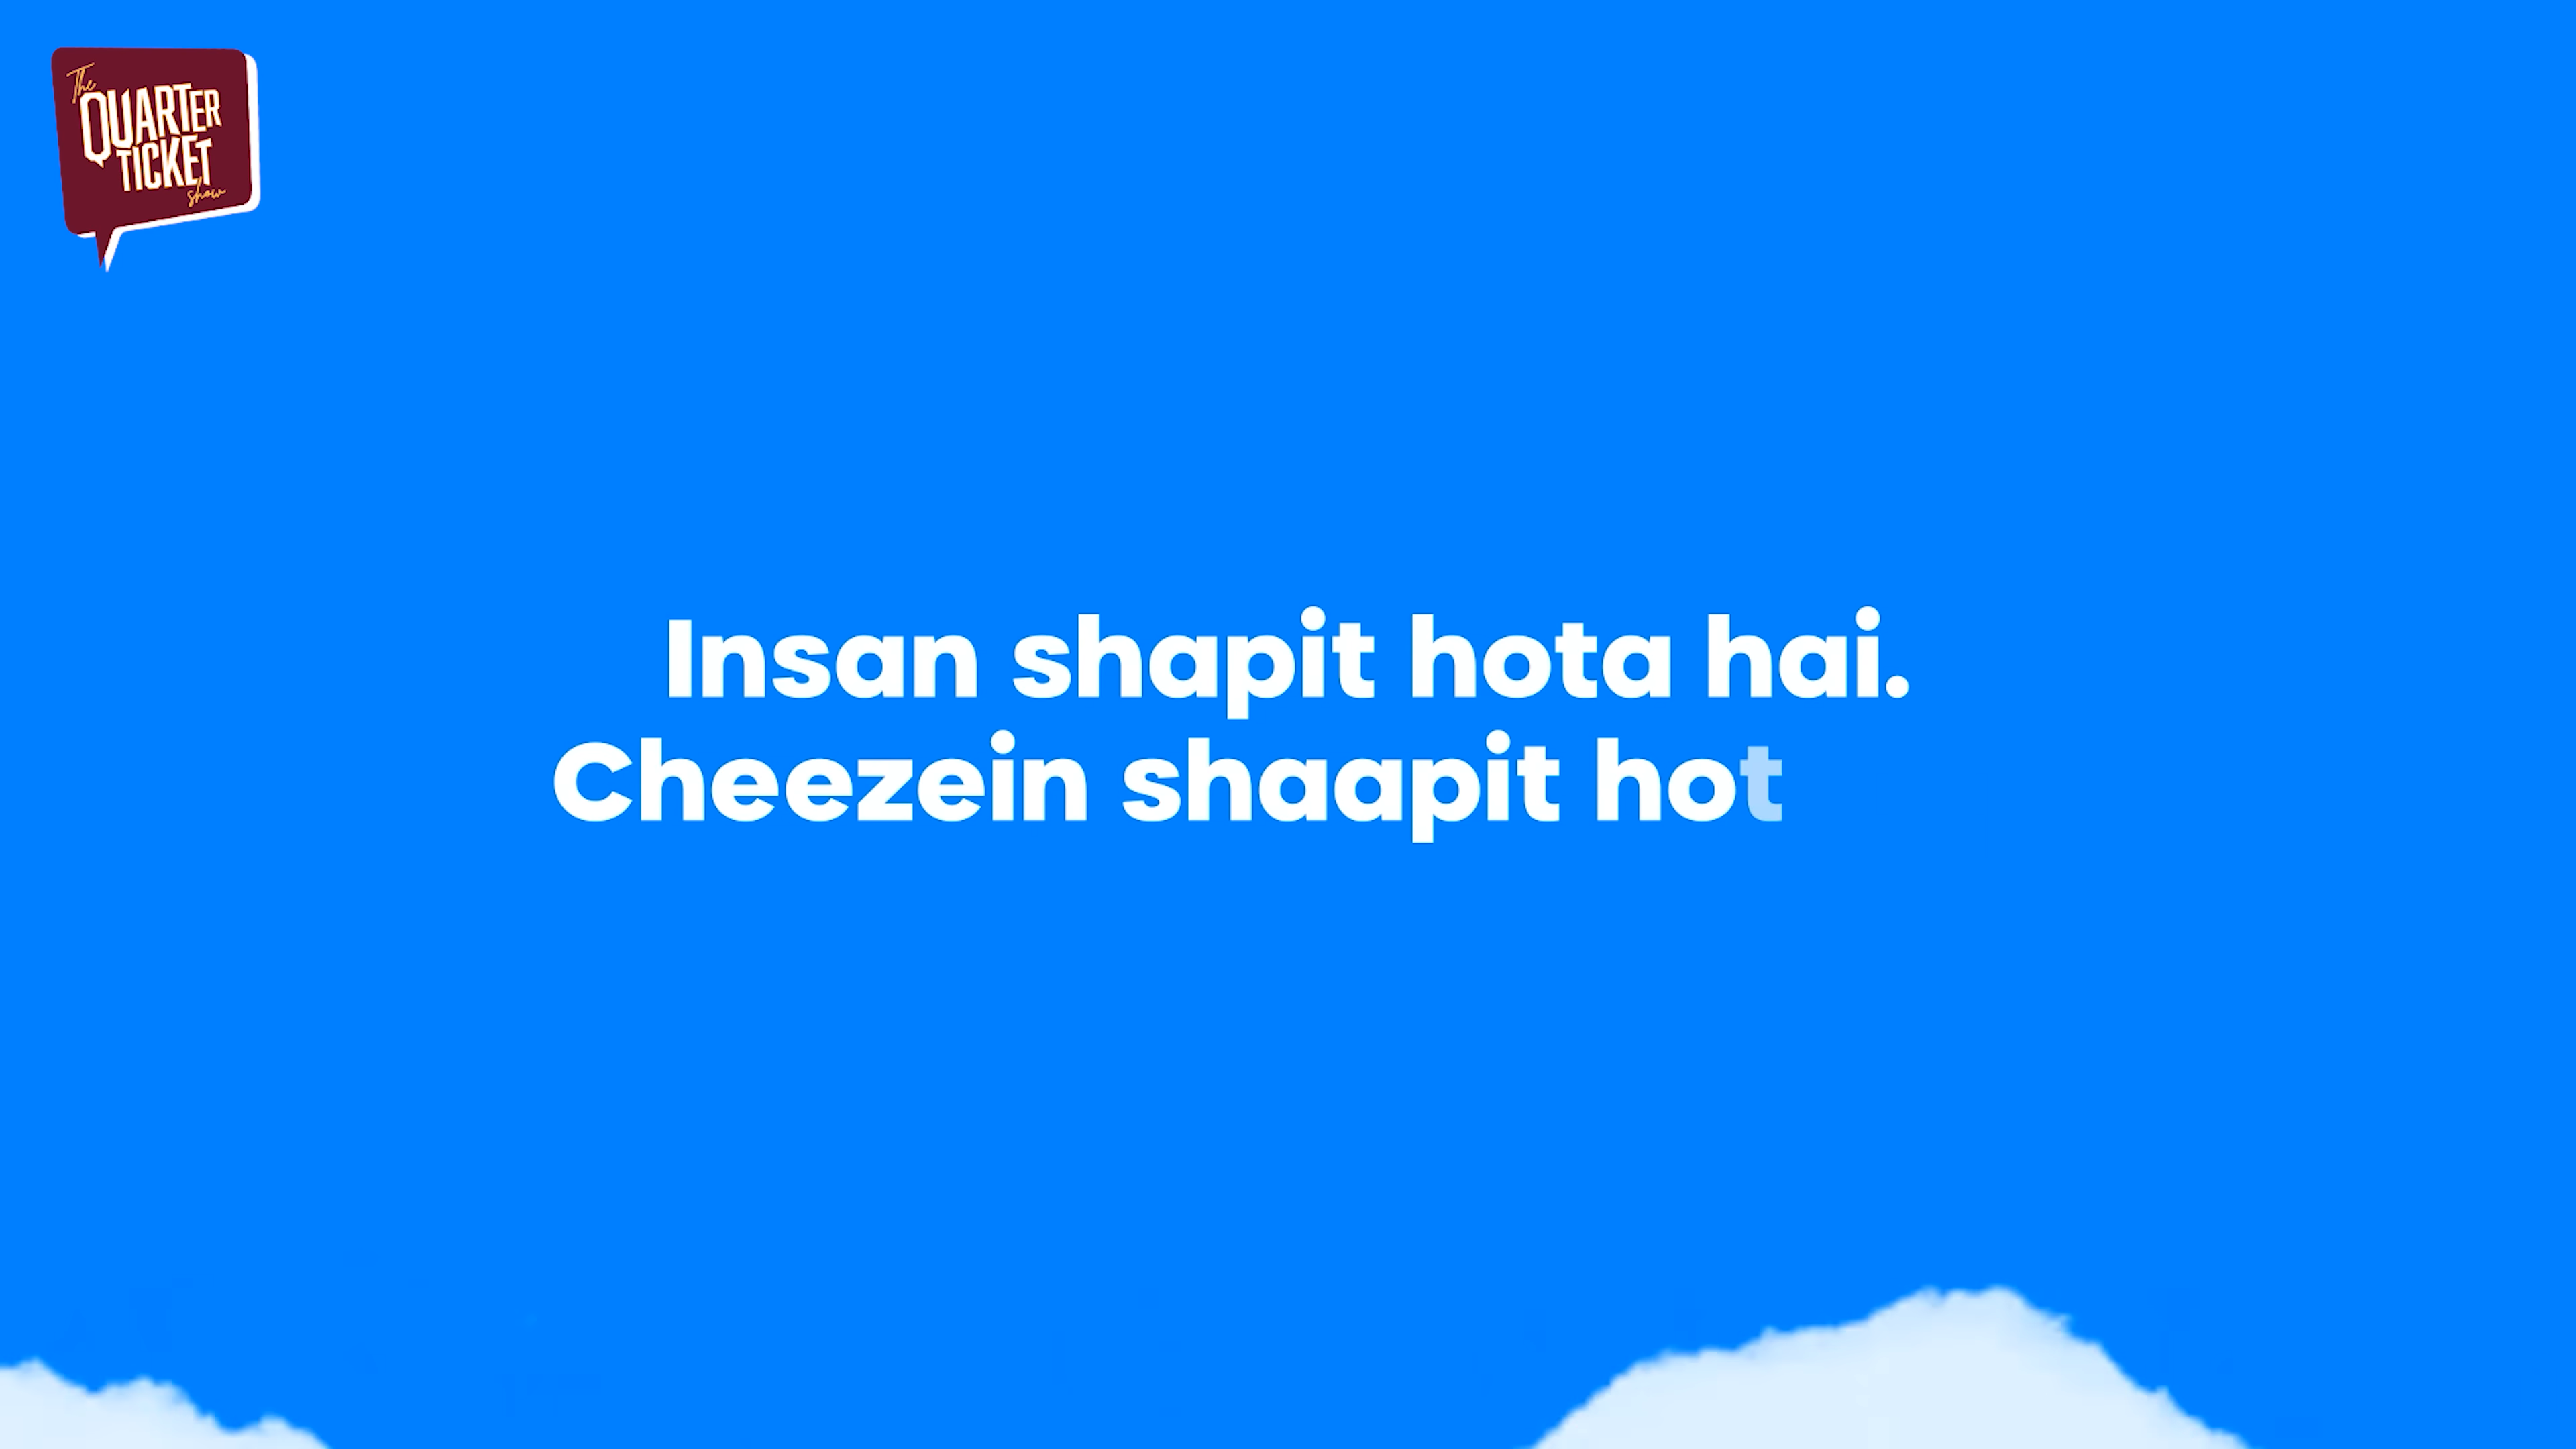 The
QUARTER
TICKET
show
Insan shapit hota hai.
Cheezein shaapit hot